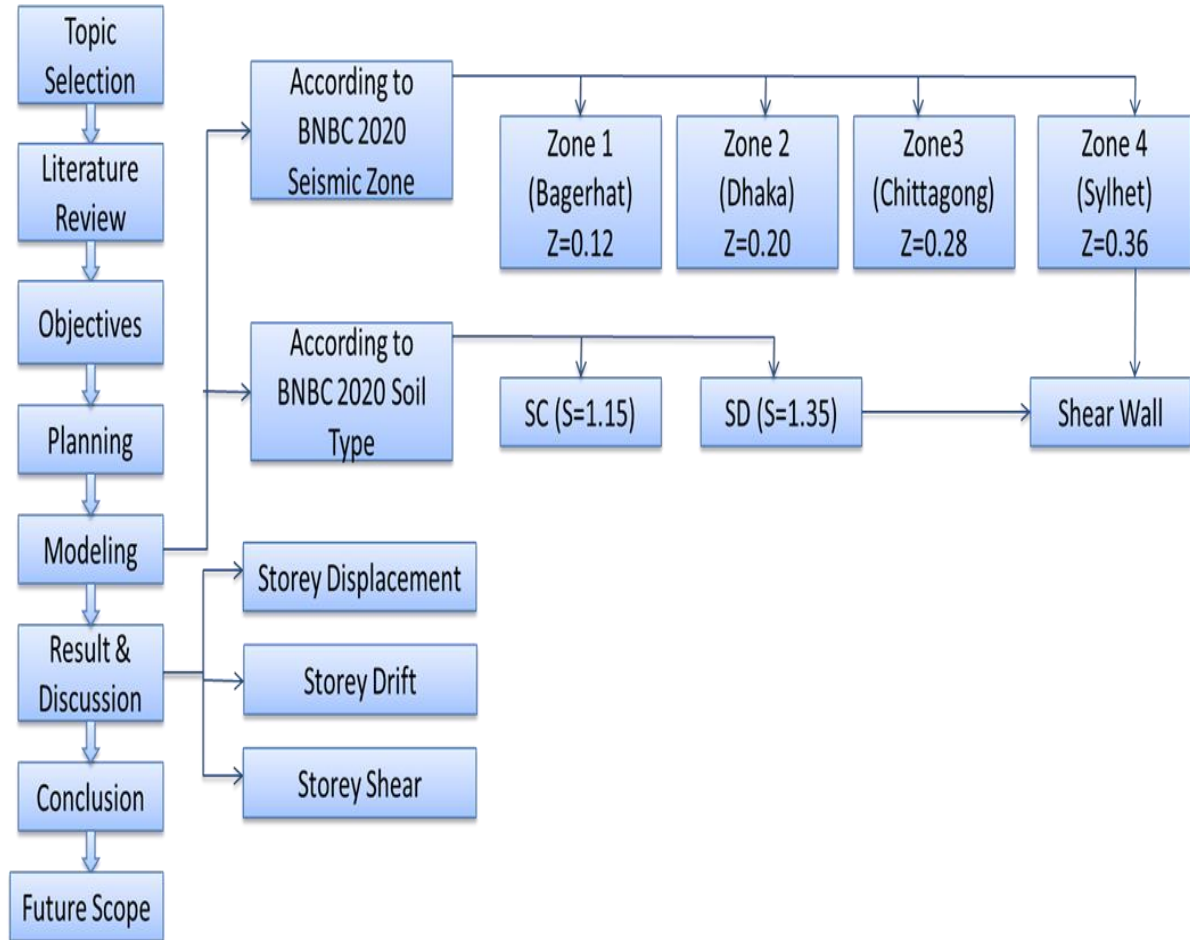 Topic
Selection
Literature
Review
Objectives
Planning
Modeling
Result &
Discussion
Conclusion
Future Scope
According to
BNBC 2020
Seismic Zone
Zone 1
(Bagerhat)
Z=0.12
Zone 2
(Dhaka)
Z=0.20
Zone3
(Chittagong)
Z=0.28
Zone 4
(Sylhet)
Z=0.36
According to
BNBC 2020 Soil
Type
SC (S=1.15)
SD (S=1.35)
Shear Wall
Storey Displacement
Storey Drift
Storey Shear